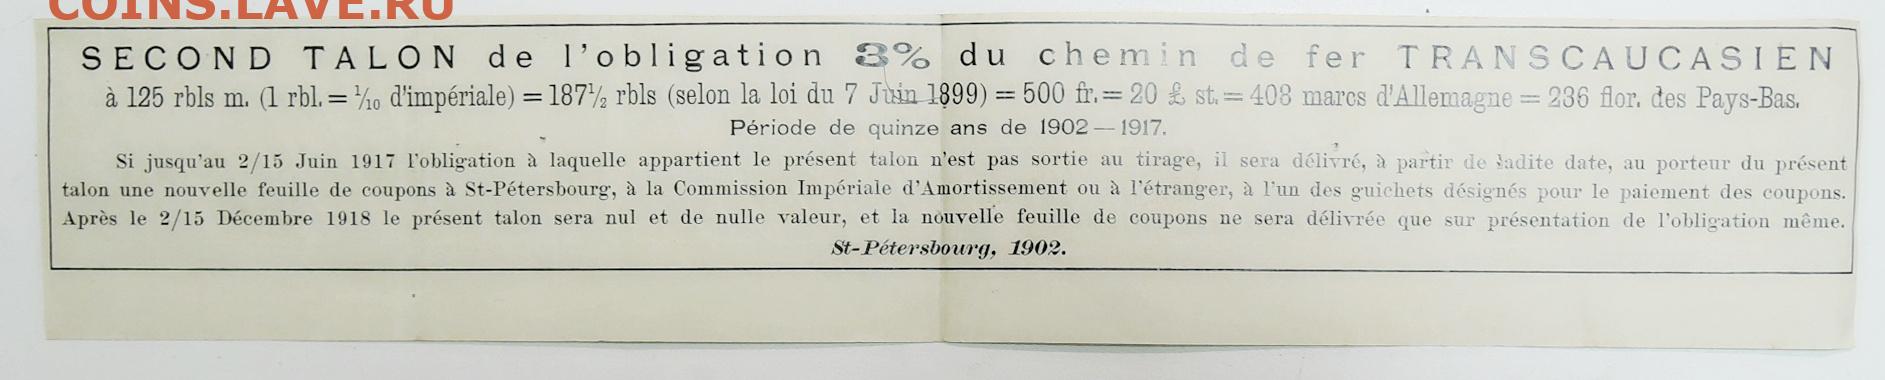 COINS.LAVE.RU
SECOND TALON de l'obligation 3% du chemin de fer TRANSCAUCASIEN
à 125 rbls m. (1 rbl. = 1/10 d'impériale) = 187½ rbls (selon la loi du 7 Juin 1899) = 500 fr. = 20 £ st. = 408 marcs d'Allemagne = 236 flor. des Pays-Bas.
Période de quinze ans de 1902 — 1917.
Si jusqu'au 2/15 Juin 1917 l'obligation à laquelle appartient le présent talon n'est pas sortie au tirage, il sera délivré, à partir de ladite date, au porteur du présent
talon une nouvelle feuille de coupons à St-Pétersbourg, à la Commission Impériale d'Amortissement ou à l'étranger, à l'un des guichets désignés pour le paiement des coupons.
Après le 2/15 Décembre 1918 le présent talon sera nul et de nulle valeur, et la nouvelle feuille de coupons ne sera délivrée que sur présentation de l'obligation même.
St-Pétersbourg, 1902.